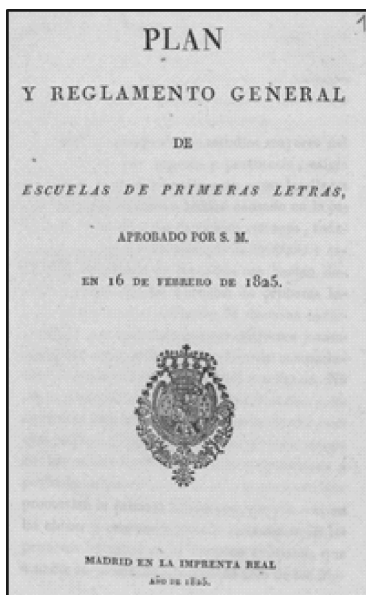 1
PLAN
Y REGLAMENTO GENERAL
DE
ESCUELAS DE PRIMERAS LETRAS,
APROBADO POR S. M.
EN 16 DE FEBRERO DE 1825.
MADRID EN LA IMPRENTA REAL
AÑO DE 1825.